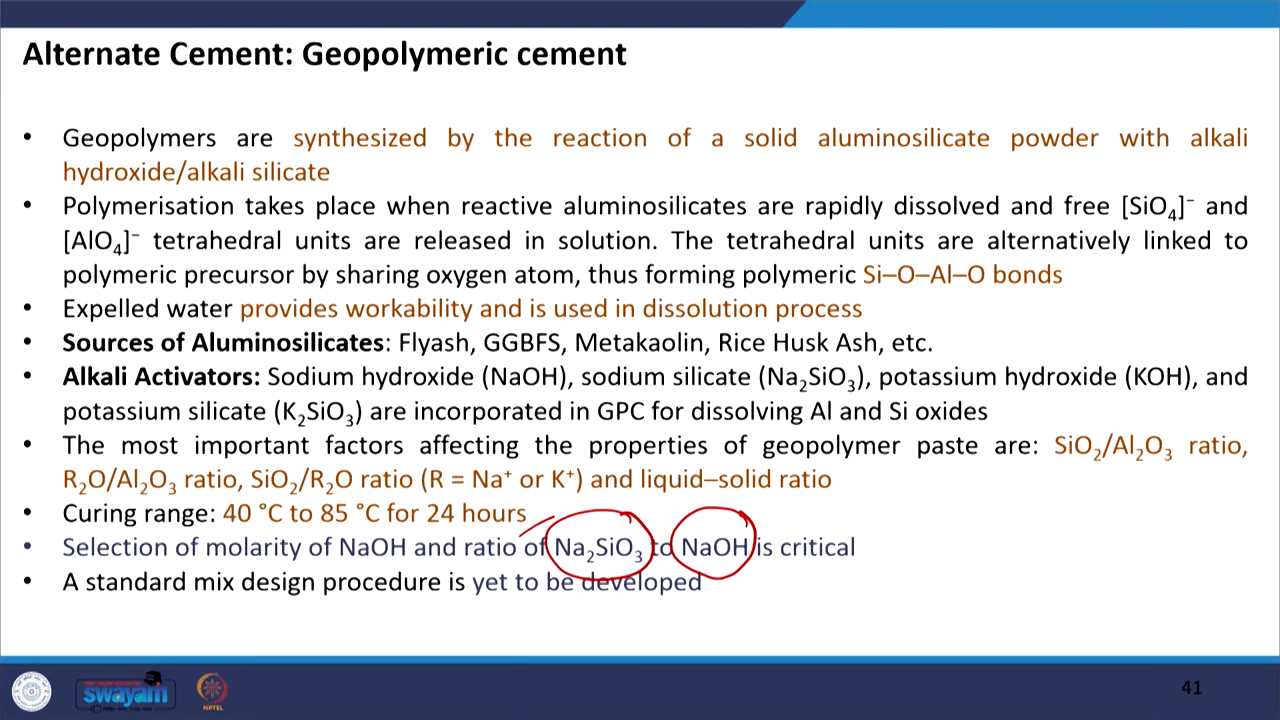 Alternate Cement: Geopolymeric cement
• Geopolymers are synthesized by the reaction of a solid aluminosilicate powder with alkali
hydroxide/alkali silicate
• Polymerisation takes place when reactive aluminosilicates are rapidly dissolved and free [SiO₄]⁻ and
[AlO₄]⁻ tetrahedral units are released in solution. The tetrahedral units are alternatively linked to
polymeric precursor by sharing oxygen atom, thus forming polymeric Si–O–Al–O bonds
• Expelled water provides workability and is used in dissolution process
• Sources of Aluminosilicates: Flyash, GGBFS, Metakaolin, Rice Husk Ash, etc.
• Alkali Activators: Sodium hydroxide (NaOH), sodium silicate (Na₂SiO₃), potassium hydroxide (KOH), and
potassium silicate (K₂SiO₃) are incorporated in GPC for dissolving Al and Si oxides
• The most important factors affecting the properties of geopolymer paste are: SiO₂/Al₂O₃ ratio,
R₂O/Al₂O₃ ratio, SiO₂/R₂O ratio (R = Na⁺ or K⁺) and liquid–solid ratio
• Curing range: 40 °C to 85 °C for 24 hours
• Selection of molarity of NaOH and ratio of Na₂SiO₃ to NaOH is critical
• A standard mix design procedure is yet to be developed
swayam
NPTEL
41